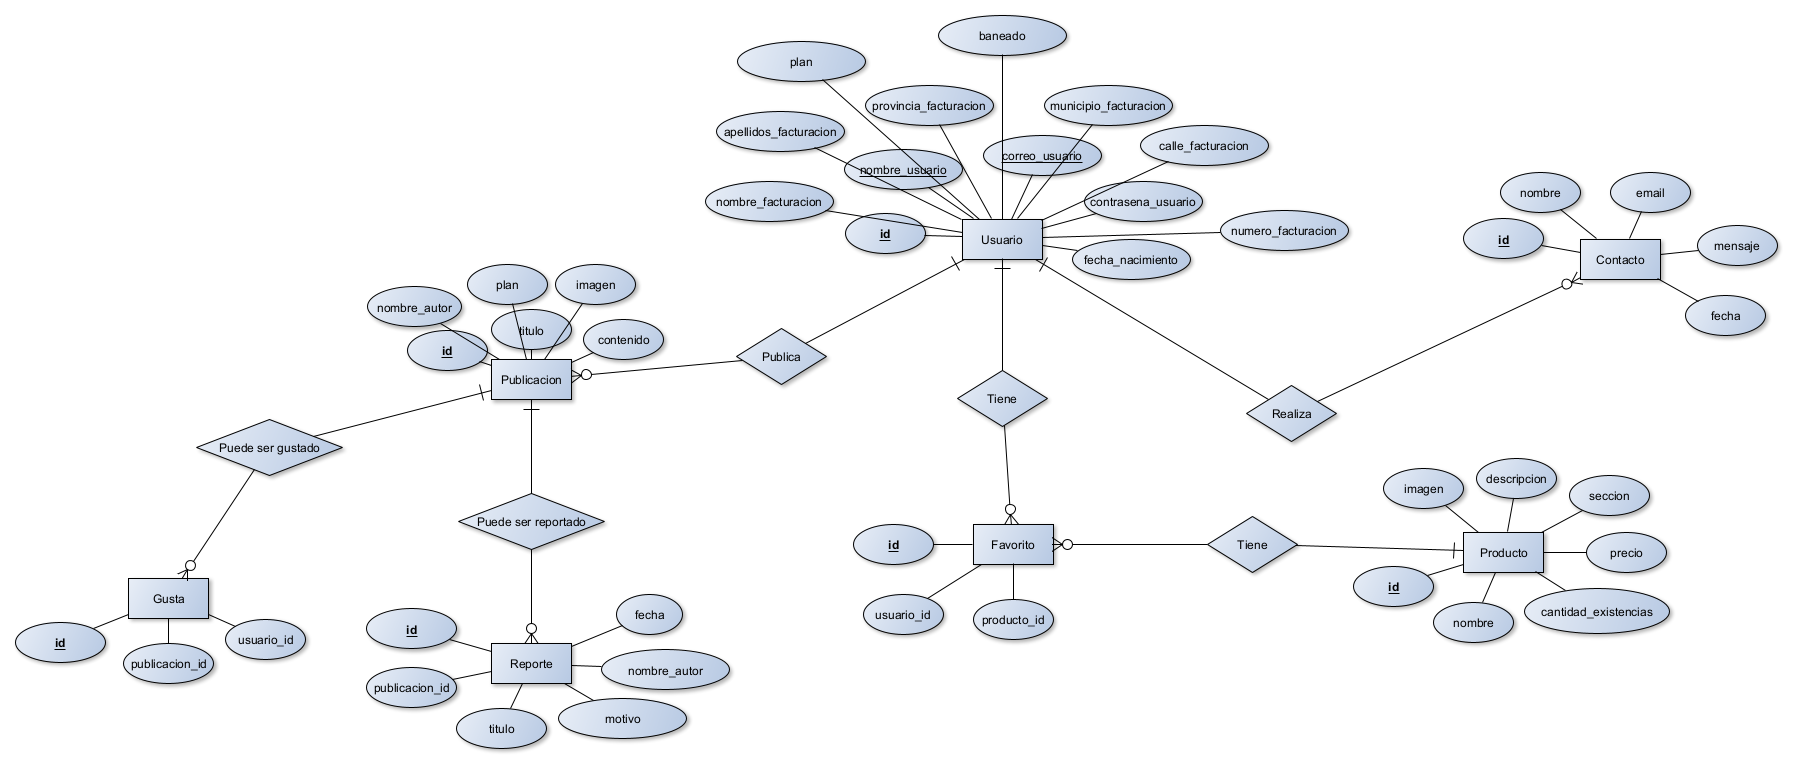 baneado
plan
provincia_facturacion
municipio_facturacion
apellidos_facturacion
calle_facturacion
nombre_usuario
correo_usuario
nombre_facturacion
contrasena_usuario
id
Usuario
numero_facturacion
fecha_nacimiento
nombre
email
id
mensaje
Contacto
fecha
plan
imagen
nombre_autor
titulo
contenido
id
Publicacion
Publica
Tiene
Realiza
Puede ser gustado
Puede ser reportado
imagen
descripcion
seccion
id
Favorito
Tiene
Producto
precio
id
usuario_id
producto_id
nombre
cantidad_existencias
Gusta
id
publicacion_id
usuario_id
id
fecha
Reporte
nombre_autor
publicacion_id
titulo
motivo